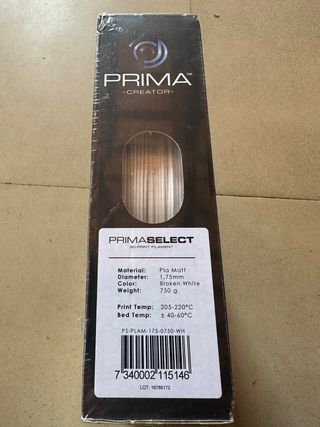 PRIMA™
-CREATOR-
PRIMASELECT
3D-PRINT FILAMENT
Material: Pla Matt
Diameter: 1,75mm
Color: Broken White
Weight: 750 g
Print Temp: 205-220°C
Bed Temp: ± 40-60°C
PS-PLAM-175-0750-WH
7 340002 115146
LOT: 16788172